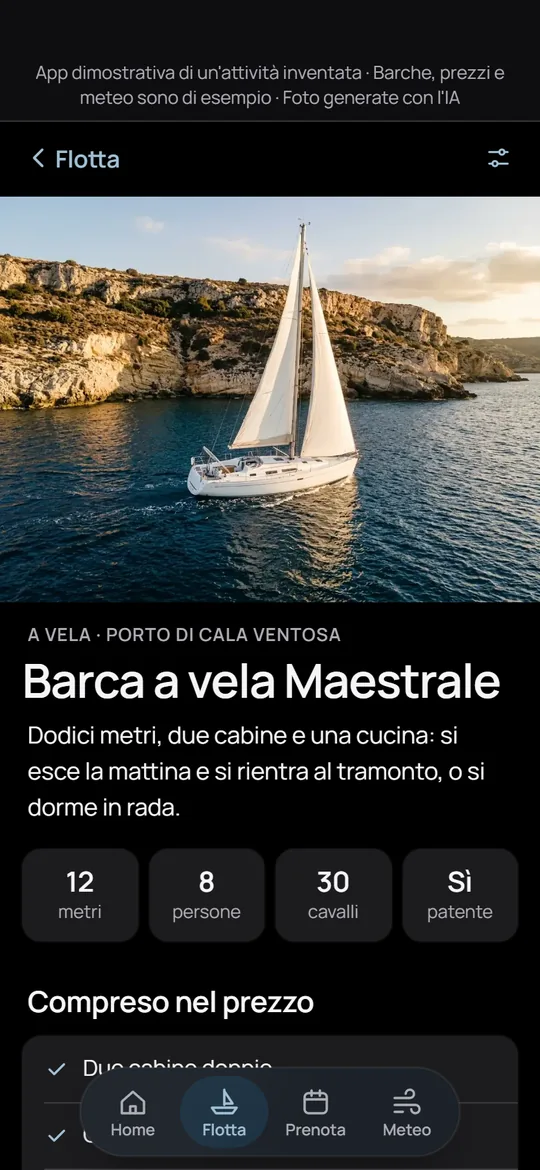 App dimostrativa di un'attività inventata · Barche, prezzi e
meteo sono di esempio · Foto generate con l'IA
Flotta
A VELA · PORTO DI CALA VENTOSA
Barca a vela Maestrale
Dodici metri, due cabine e una cucina: si
esce la mattina e si rientra al tramonto, o si
dorme in rada.
12
metri
8
persone
30
cavalli
Sì
patente
Compreso nel prezzo
Due cabine doppie
Home
Flotta
Prenota
Meteo